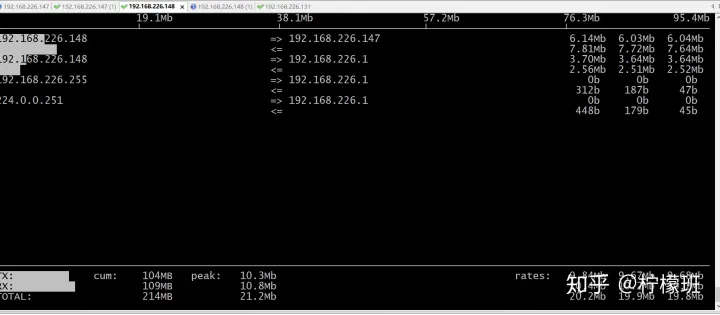 192.168.226.147 192.168.226.147 (1) 192.168.226.148 × 192.168.226.148 (1) 192.168.226.131
19.1Mb 38.1Mb 57.2Mb 76.3Mb 95.4Mb
192.168.226.148 => 192.168.226.147 6.14Mb 6.03Mb 6.04Mb
<= 7.81Mb 7.72Mb 7.64Mb
192.168.226.148 => 192.168.226.1 3.70Mb 3.64Mb 3.64Mb
<= 2.56Mb 2.51Mb 2.52Mb
192.168.226.255 => 192.168.226.1 0b 0b 0b
<= 312b 187b 47b
224.0.0.251 => 192.168.226.1 0b 0b 0b
<= 448b 179b 45b
TX: cum: 104MB peak: 10.3Mb rates: 9.84Mb 9.67Mb 9.68Mb
RX: 109MB 10.8Mb
TOTAL: 214MB 21.2Mb 20.2Mb 19.9Mb 19.8Mb
知乎 @柠檬班